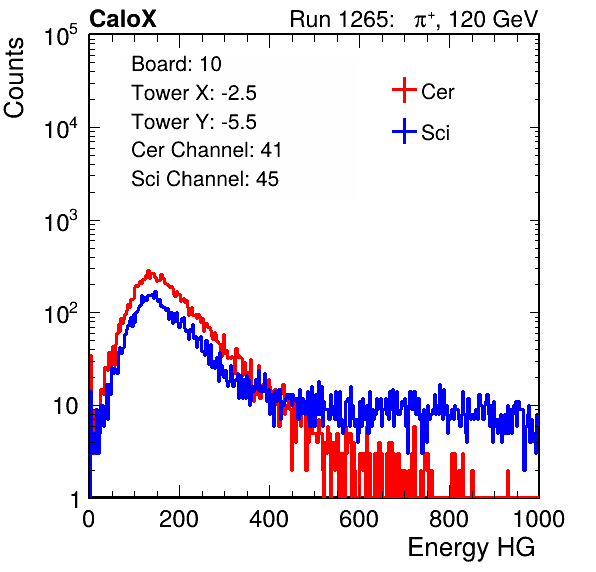 CaloX Run 1265: π⁺, 120 GeV
Counts
10⁵
10⁴
10³
10²
10
1
Board: 10
Tower X: -2.5
Tower Y: -5.5
Cer Channel: 41
Sci Channel: 45
Cer
Sci
0 200 400 600 800 1000
Energy HG